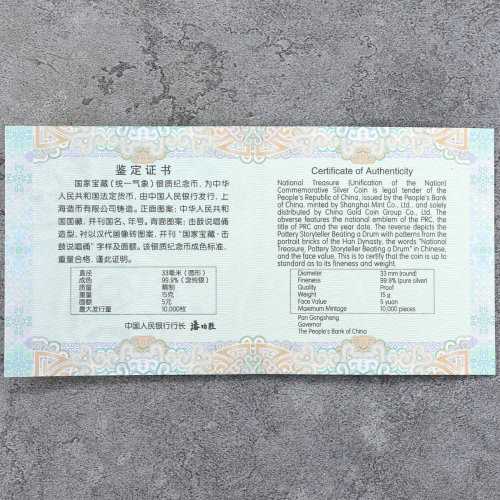 鉴定证书
国家宝藏(统一气象)银质纪念币，为中华
人民共和国法定货币，由中国人民银行发行，上
海造币有限公司铸造。正面图案：中华人民共和
国国徽，并刊国名、年号。背面图案：击鼓说唱俑
造型，衬以汉代画像砖图案，并刊“国家宝藏·击
鼓说唱俑”字样及面额。该银质纪念币成色标准，
重量合格，谨此证明。
直径 33毫米(圆形)
成色 99.9%(含纯银)
质量 精制
重量 15克
面额 5元
最大发行量 10,000枚
中国人民银行行长 潘功胜
Certificate of Authenticity
National Treasure (Unification of the Nation)
Commemorative Silver Coin is legal tender of the
People's Republic of China, issued by the People's Bank
of China, minted by Shanghai Mint Co., Ltd., and solely
distributed by China Gold Coin Group Co., Ltd. The
obverse features the national emblem of the PRC, the
title of PRC and the year date. The reverse depicts the
Pottery Storyteller Beating a Drum with patterns from the
portrait bricks of the Han Dynasty, the words "National
Treasure, Pottery Storyteller Beating a Drum" in Chinese,
and the face value. This is to certify that the coin is up to
standard as to its fineness and weight.
Diameter 33 mm (round)
Fineness 99.9% (pure silver)
Quality Proof
Weight 15 g
Face Value 5 yuan
Maximum Mintage 10,000 pieces
Pan Gongsheng
Governor
The People's Bank of China